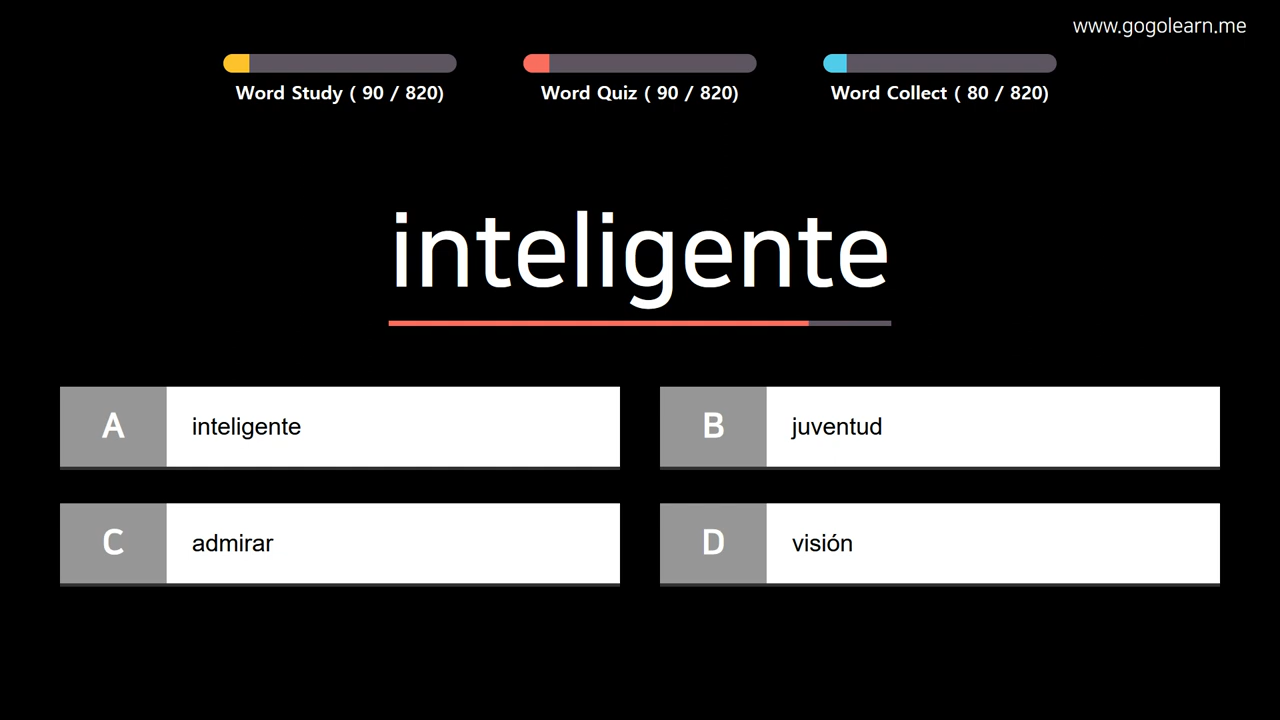 www.gogolearn.me
Word Study ( 90 / 820)
Word Quiz ( 90 / 820)
Word Collect ( 80 / 820)
inteligente
A inteligente
B juventud
C admirar
D visión